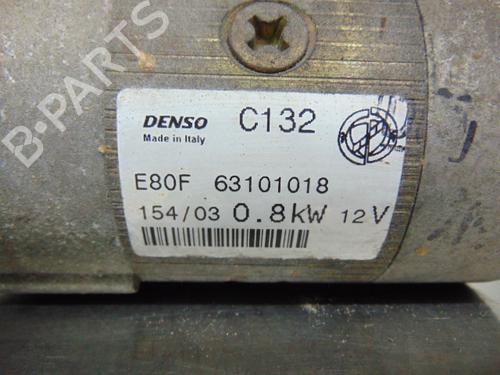 B-PARTS
DENSO C132
Made in Italy
E80F 63101018
154/03 0.8kW 12V